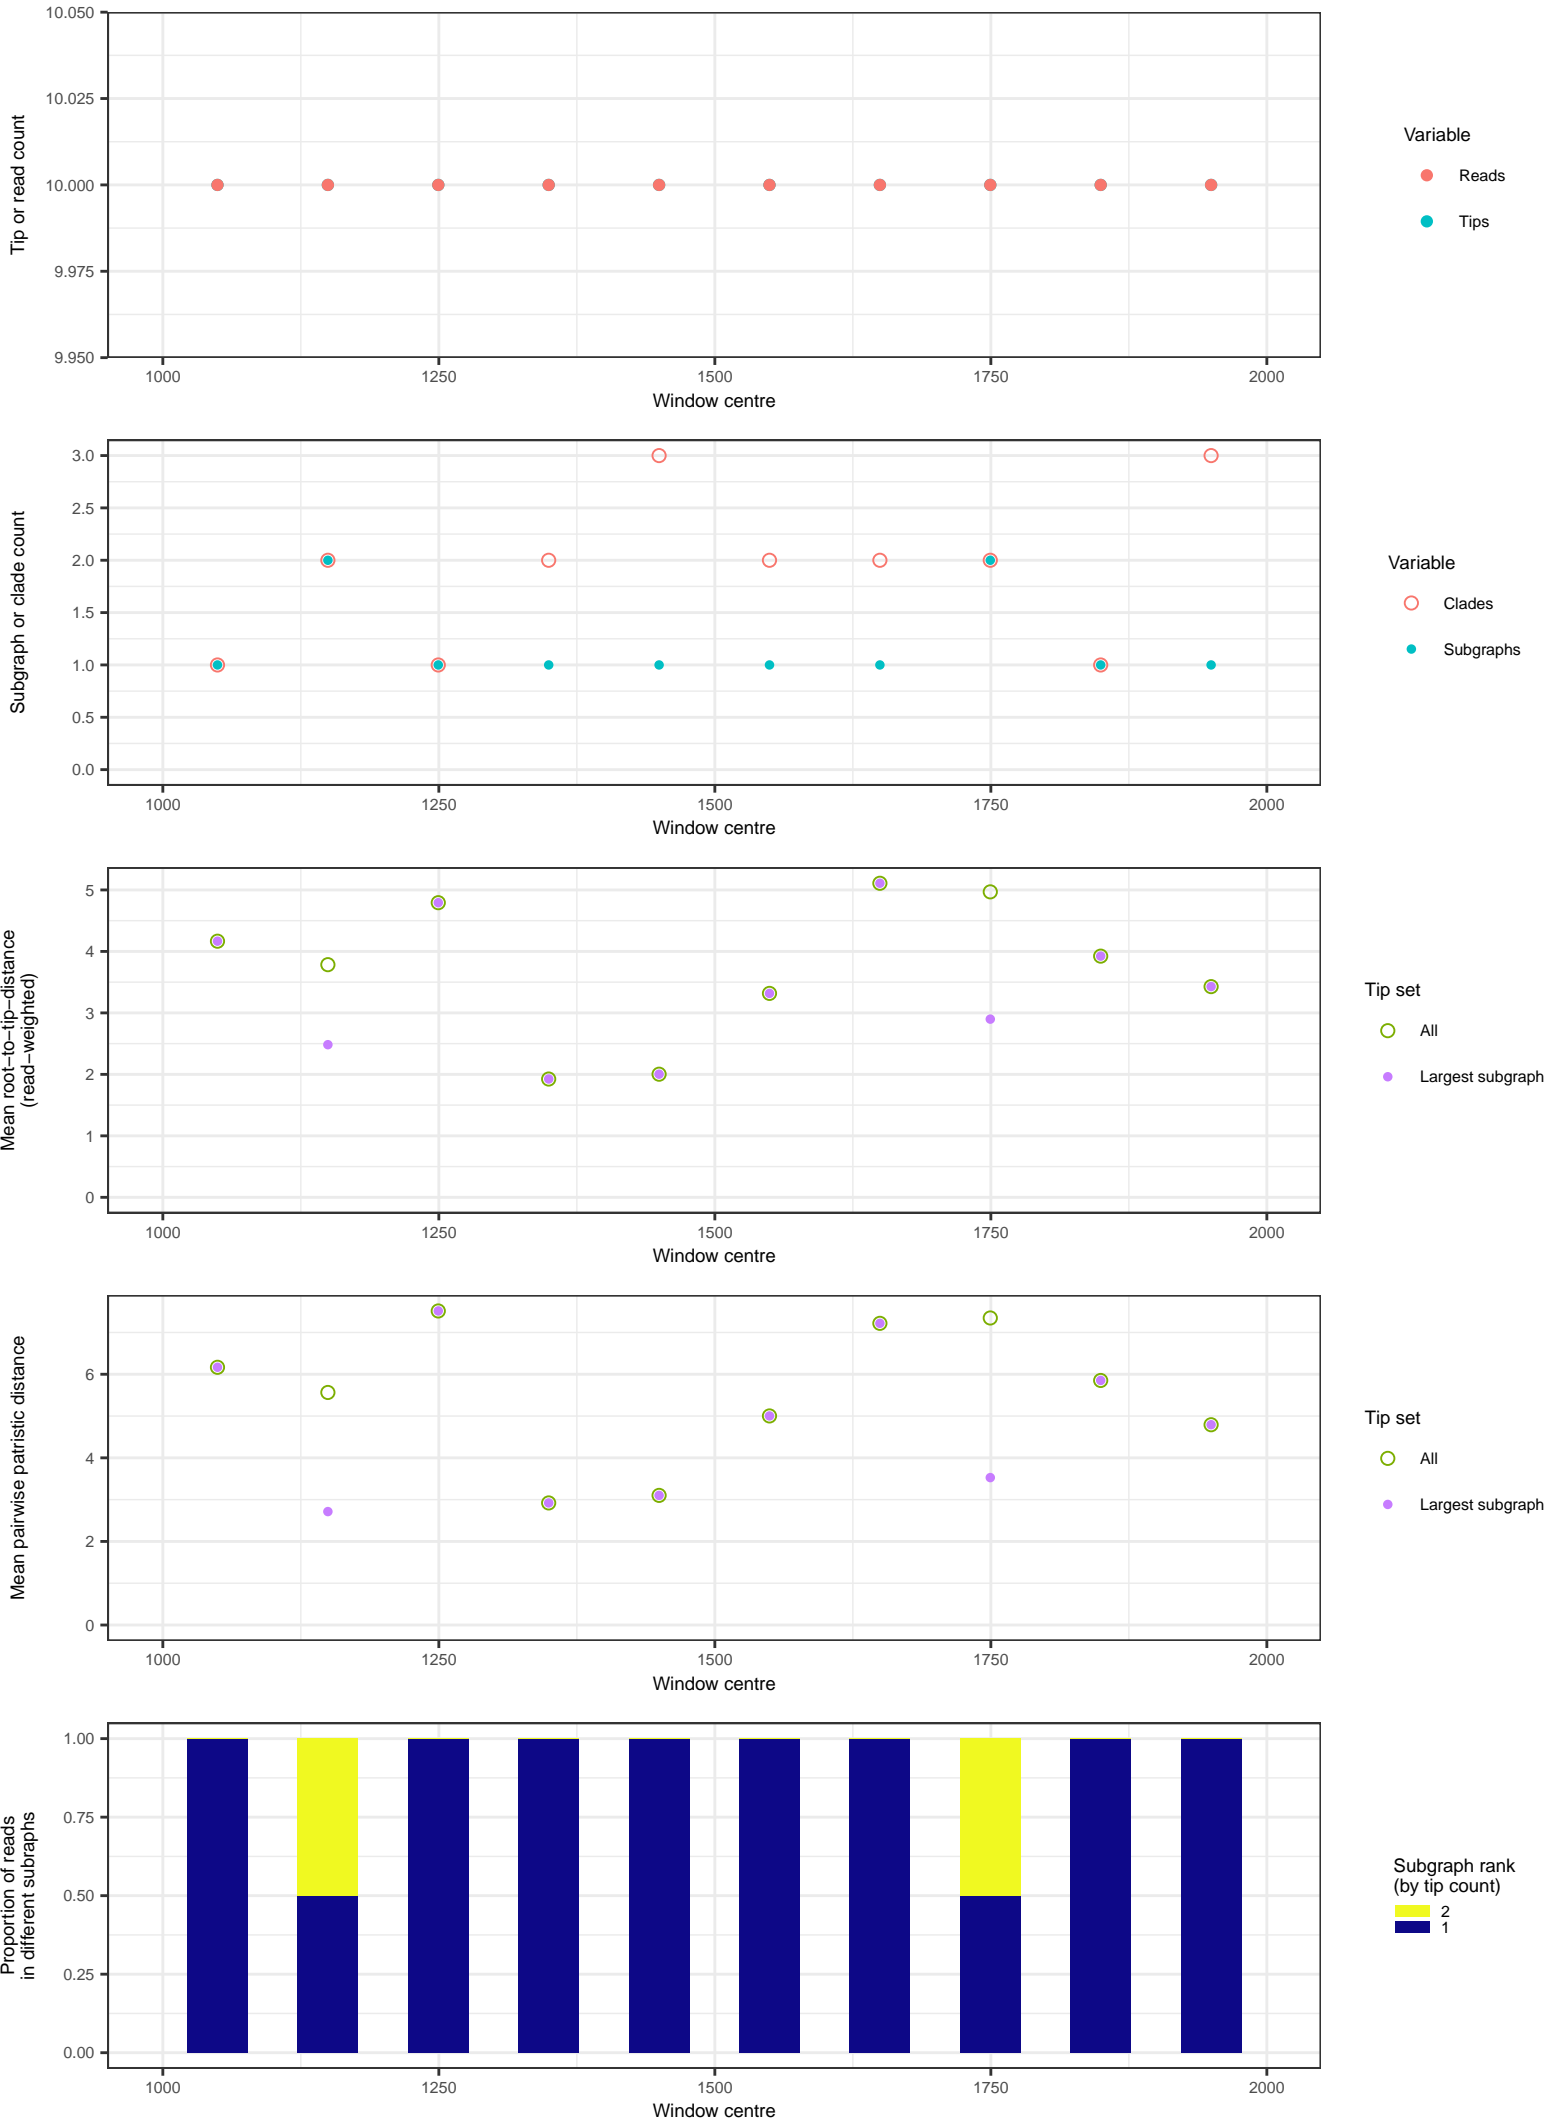 10.050
10.025
10.000
9.975
9.950
Tip or read count
1000 1250 1500 1750 2000
Window centre
Variable
Reads
Tips
3.0
2.5
2.0
1.5
1.0
0.5
0.0
Subgraph or clade count
1000 1250 1500 1750 2000
Window centre
Variable
Clades
Subgraphs
5
4
3
2
1
0
Mean root−to−tip−distance
(read−weighted)
1000 1250 1500 1750 2000
Window centre
Tip set
All
Largest subgraph
6
4
2
0
Mean pairwise patristic distance
1000 1250 1500 1750 2000
Window centre
Tip set
All
Largest subgraph
1.00
0.75
0.50
0.25
0.00
Proportion of reads
in different subraphs
1000 1250 1500 1750 2000
Window centre
Subgraph rank
(by tip count)
2
1